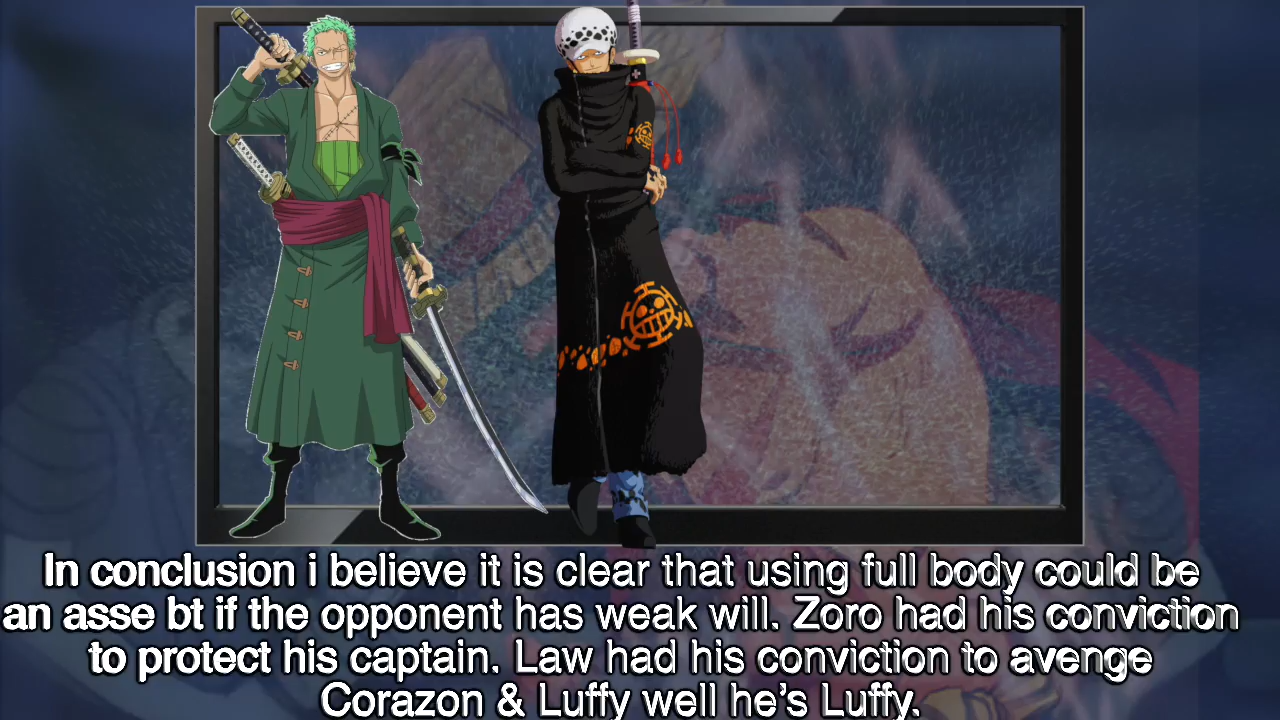 In conclusion i believe it is clear that using full body could be
an asse bt if the opponent has weak will. Zoro had his conviction
to protect his captain. Law had his conviction to avenge
Corazon & Luffy well he’s Luffy.